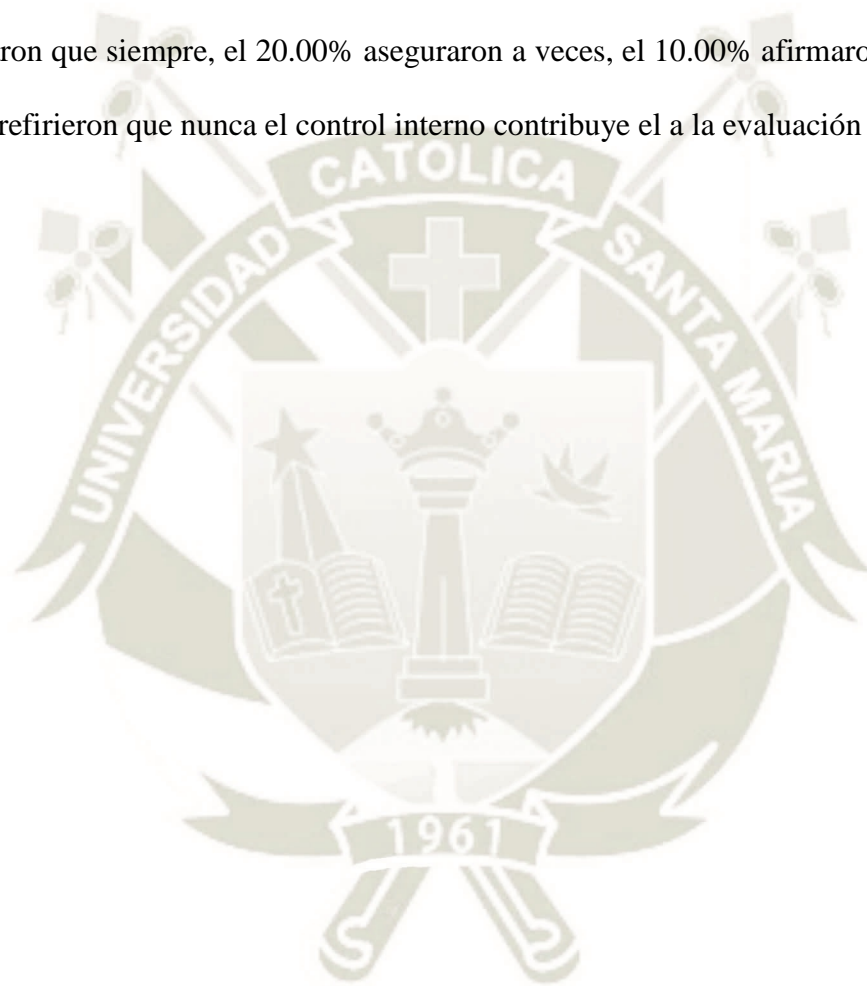 ron que siempre, el 20.00% aseguraron a veces, el 10.00% afirmaro
refirieron que nunca el control interno contribuye el a la evaluación
UNIVERSIDAD CATOLICA SANTA MARIA
1961